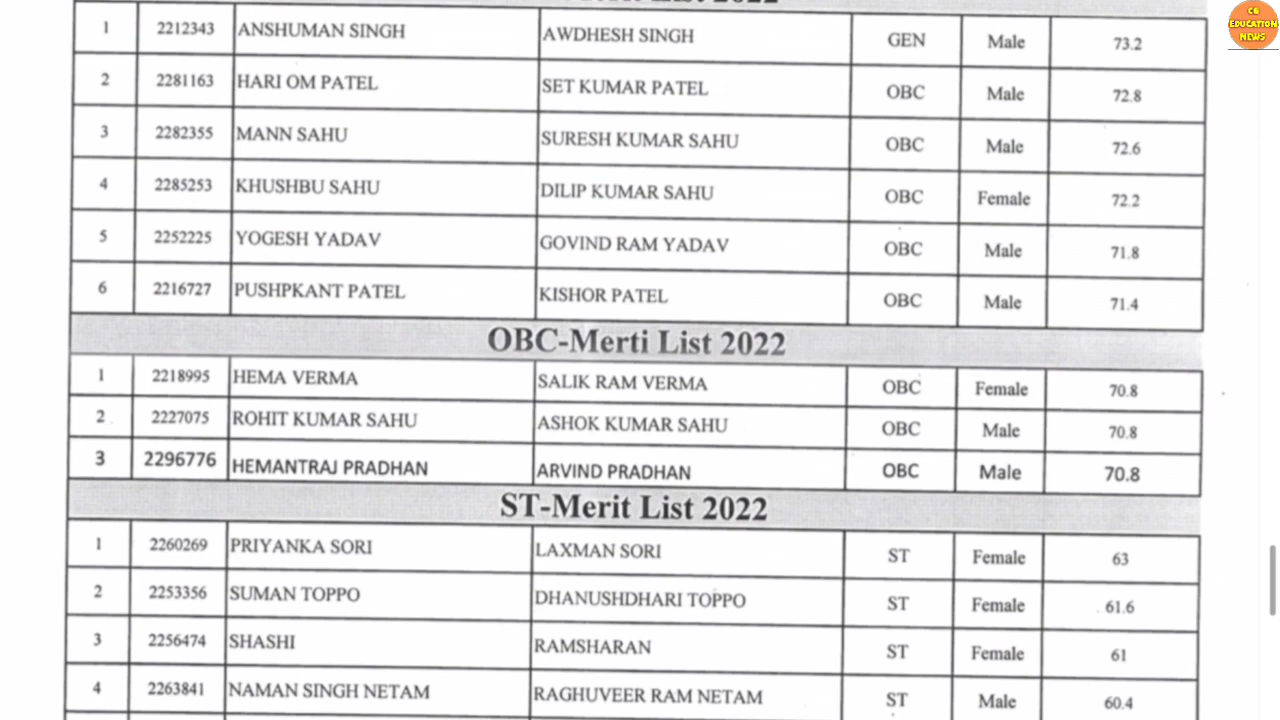 List 2022
CG
EDUCATION
NEWS
1 2212343 ANSHUMAN SINGH AWDHESH SINGH GEN Male 73.2
2 2281163 HARI OM PATEL SET KUMAR PATEL OBC Male 72.8
3 2282355 MANN SAHU SURESH KUMAR SAHU OBC Male 72.6
4 2285253 KHUSHBU SAHU DILIP KUMAR SAHU OBC Female 72.2
5 2252225 YOGESH YADAV GOVIND RAM YADAV OBC Male 71.8
6 2216727 PUSHPKANT PATEL KISHOR PATEL OBC Male 71.4
OBC-Merti List 2022
1 2218995 HEMA VERMA SALIK RAM VERMA OBC Female 70.8
2 2227075 ROHIT KUMAR SAHU ASHOK KUMAR SAHU OBC Male 70.8
3 2296776 HEMANTRAJ PRADHAN ARVIND PRADHAN OBC Male 70.8
ST-Merit List 2022
1 2260269 PRIYANKA SORI LAXMAN SORI ST Female 63
2 2253356 SUMAN TOPPO DHANUSHDHARI TOPPO ST Female 61.6
3 2256474 SHASHI RAMSHARAN ST Female 61
4 2263841 NAMAN SINGH NETAM RAGHUVEER RAM NETAM ST Male 60.4